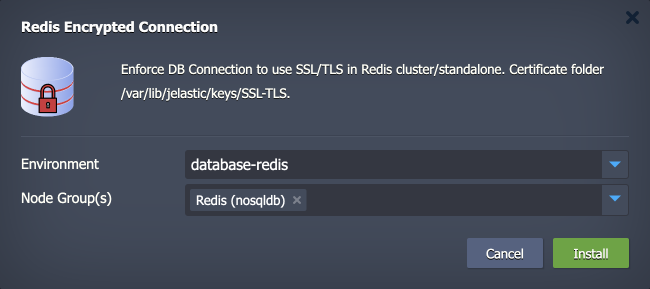 Redis Encrypted Connection
Enforce DB Connection to use SSL/TLS in Redis cluster/standalone. Certificate folder
/var/lib/jelastic/keys/SSL-TLS.
Environment
database-redis
Node Group(s)
Redis (nosqldb) ×
Cancel
Install